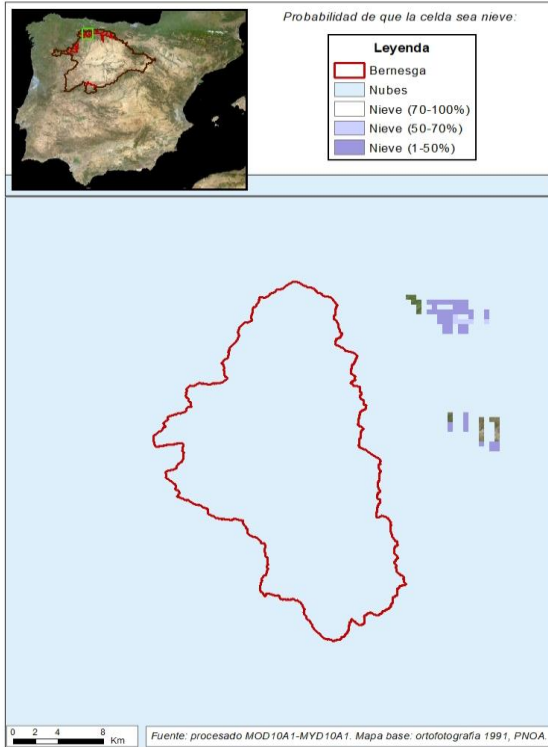 Probabilidad de que la celda sea nieve:
Leyenda
Bernesga
Nubes
Nieve (70-100%)
Nieve (50-70%)
Nieve (1-50%)
0 2 4 8
Km
Fuente: procesado MOD10A1-MYD10A1. Mapa base: ortofotografía 1991, PNOA.